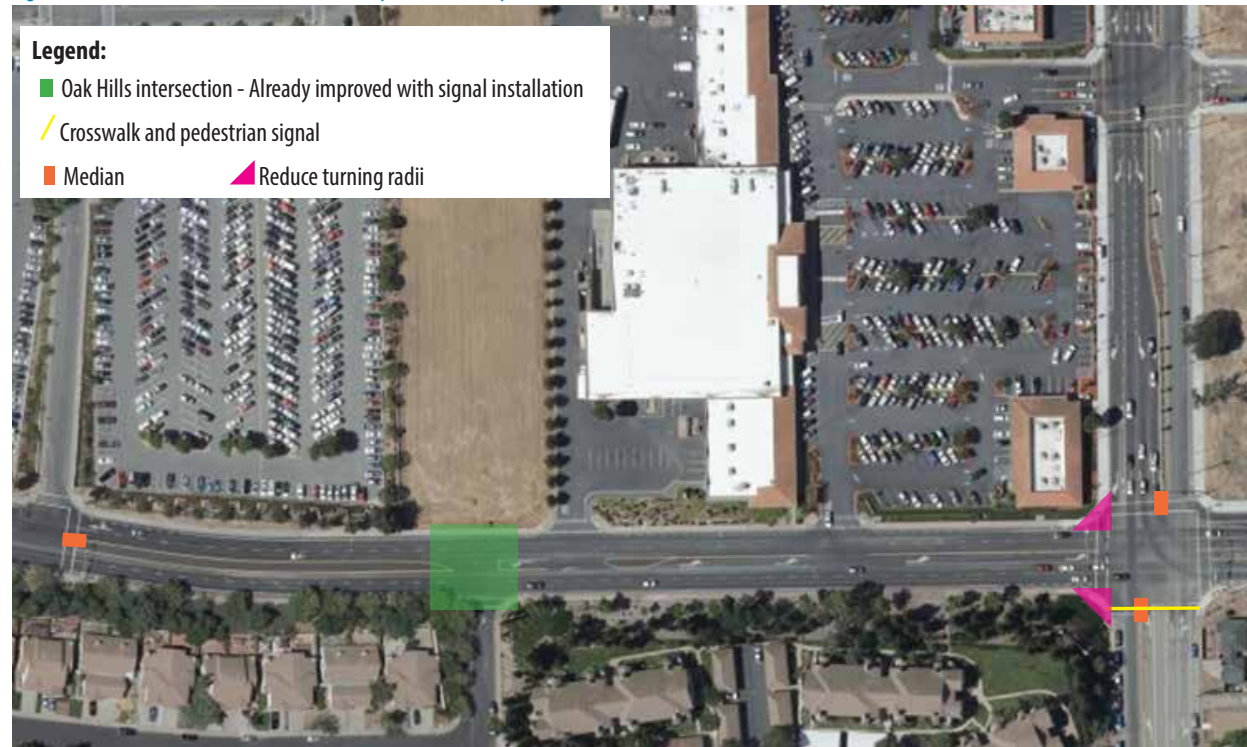 Legend:
Oak Hills intersection - Already improved with signal installation
Crosswalk and pedestrian signal
Median
Reduce turning radii